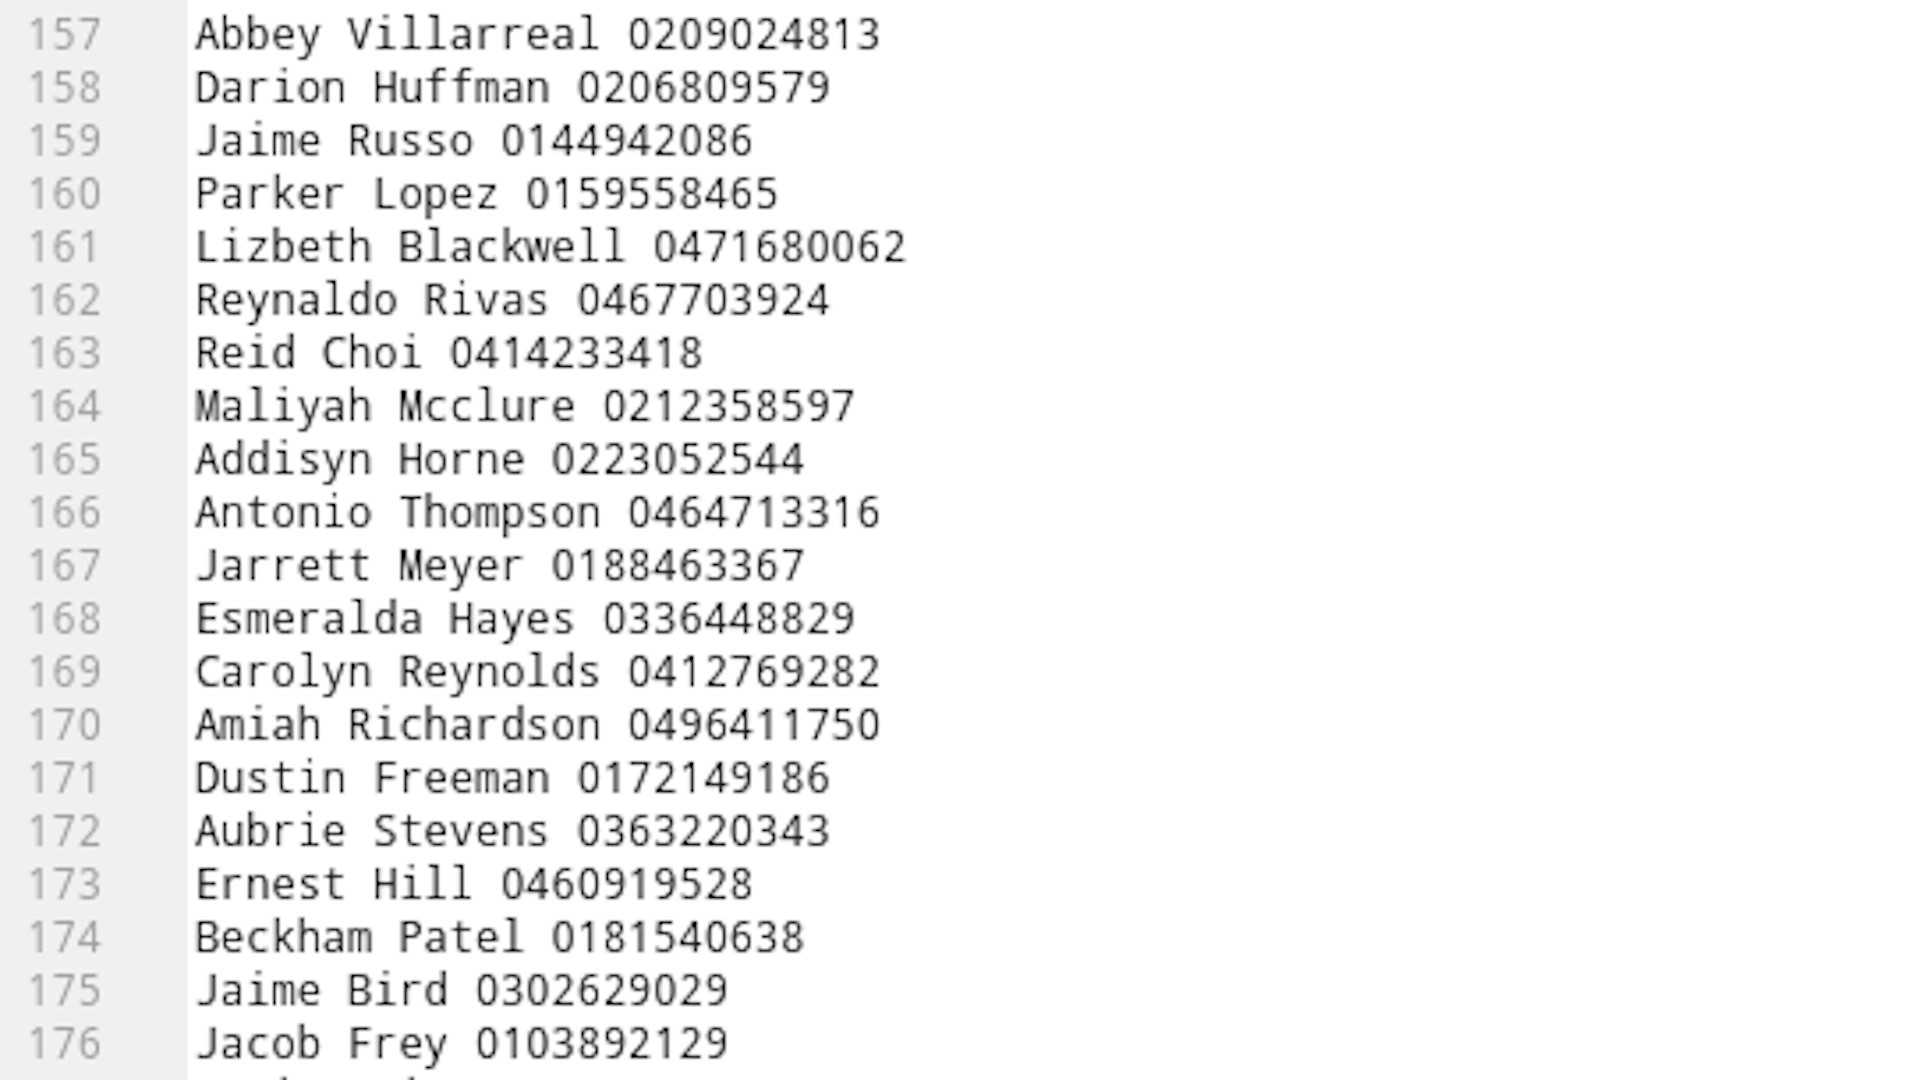 157 Abbey Villarreal 0209024813
158 Darion Huffman 0206809579
159 Jaime Russo 0144942086
160 Parker Lopez 0159558465
161 Lizbeth Blackwell 0471680062
162 Reynaldo Rivas 0467703924
163 Reid Choi 0414233418
164 Maliyah Mcclure 0212358597
165 Addisyn Horne 0223052544
166 Antonio Thompson 0464713316
167 Jarrett Meyer 0188463367
168 Esmeralda Hayes 0336448829
169 Carolyn Reynolds 0412769282
170 Amiah Richardson 0496411750
171 Dustin Freeman 0172149186
172 Aubrie Stevens 0363220343
173 Ernest Hill 0460919528
174 Beckham Patel 0181540638
175 Jaime Bird 0302629029
176 Jacob Frey 0103892129